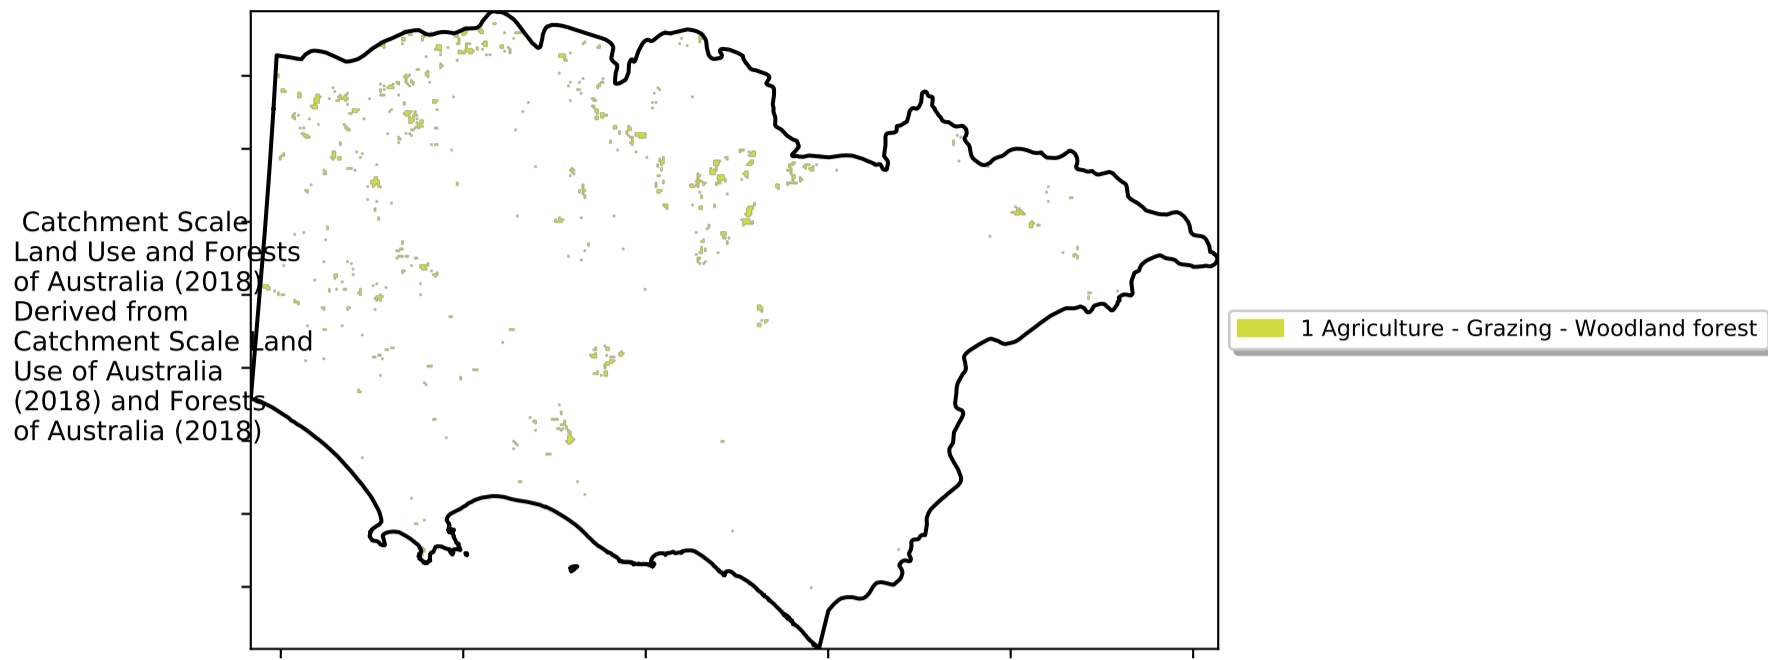 Catchment Scale
Land Use and Forests
of Australia (2018)
Derived from
Catchment Scale Land
Use of Australia
(2018) and Forests
of Australia (2018)
1 Agriculture - Grazing - Woodland forest